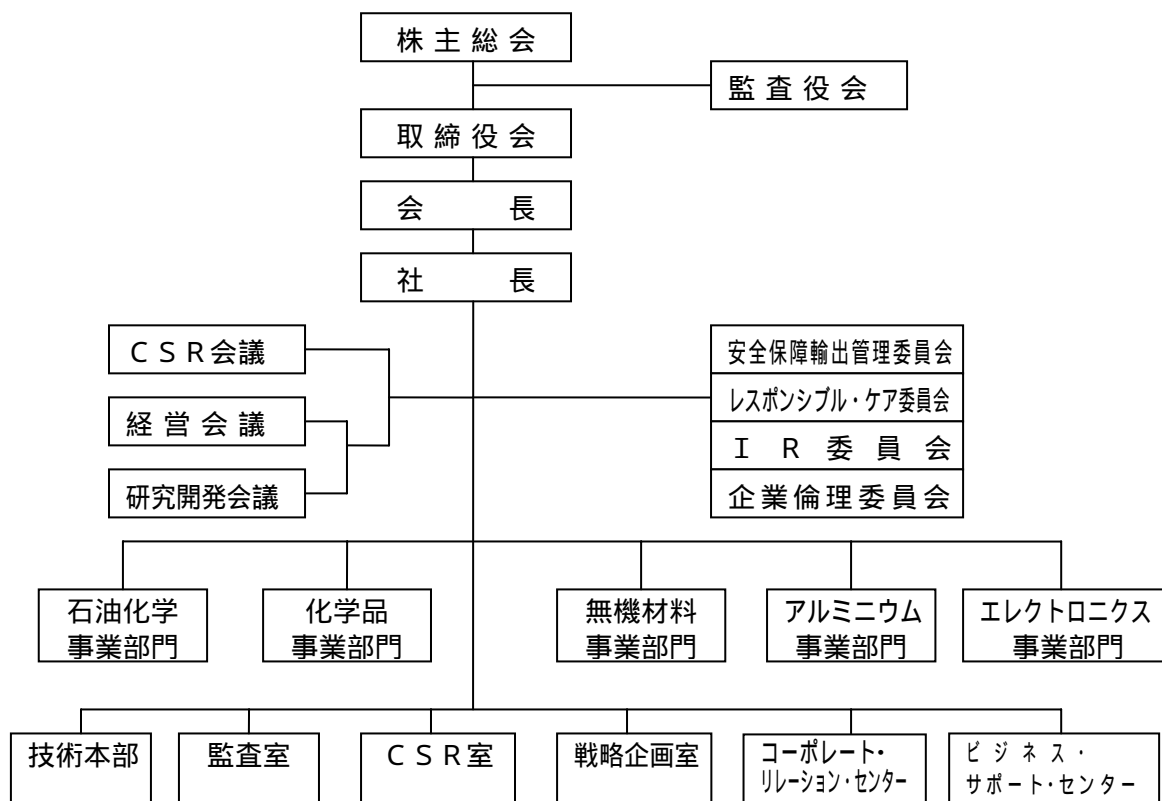 株主総会
監査役会
取締役会
会長
社長
CSR会議
経営会議
研究開発会議
安全保障輸出管理委員会
レスポンシブル・ケア委員会
IR委員会
企業倫理委員会
石油化学
事業部門
化学品
事業部門
無機材料
事業部門
アルミニウム
事業部門
エレクトロニクス
事業部門
技術本部
監査室
CSR室
戦略企画室
コーポレート・
リレーション・センター
ビジネス・
サポート・センター